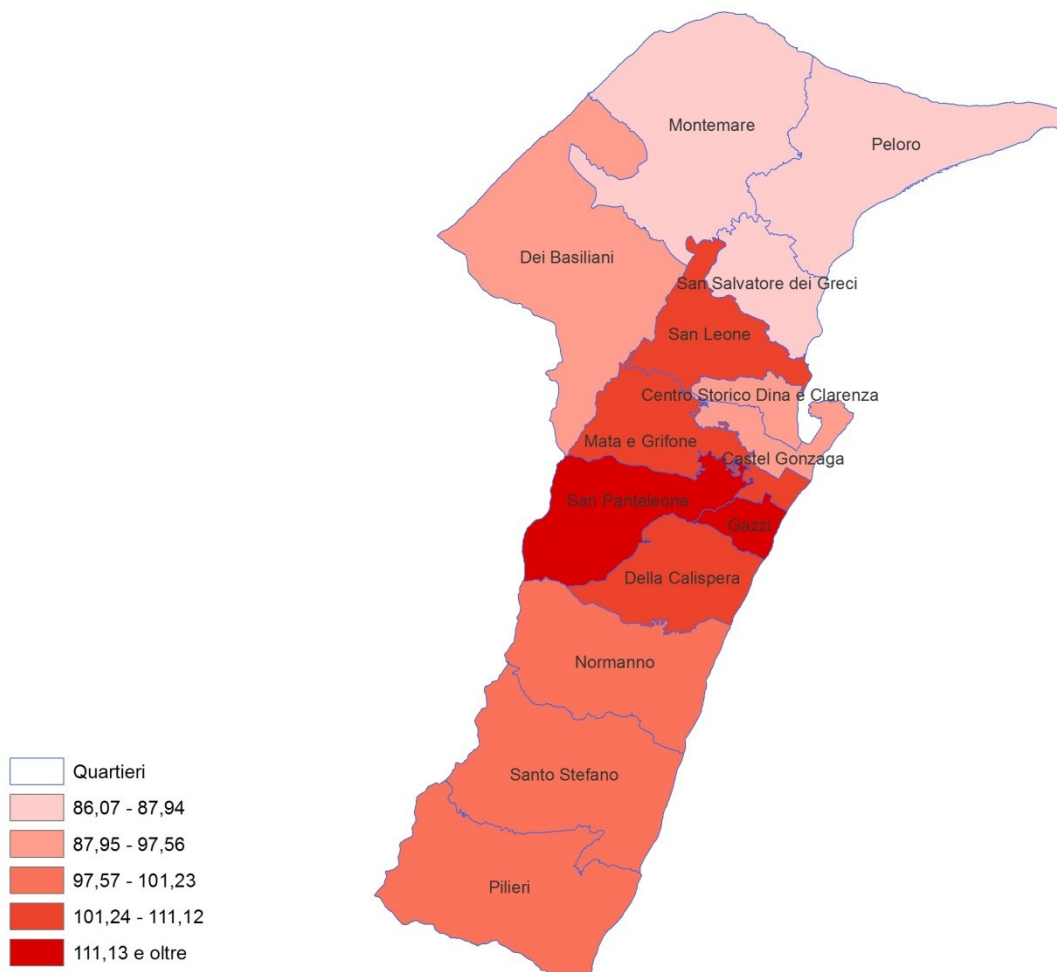 Montemare
Peloro
Dei Basiliani
San Salvatore dei Greci
San Leone
Centro Storico Dina e Clarenza
Mata e Grifone
Castel Gonzaga
San Pantaleone
Gazzi
Della Calispera
Normanno
Santo Stefano
Pilieri
Quartieri
86,07 - 87,94
87,95 - 97,56
97,57 - 101,23
101,24 - 111,12
111,13 e oltre